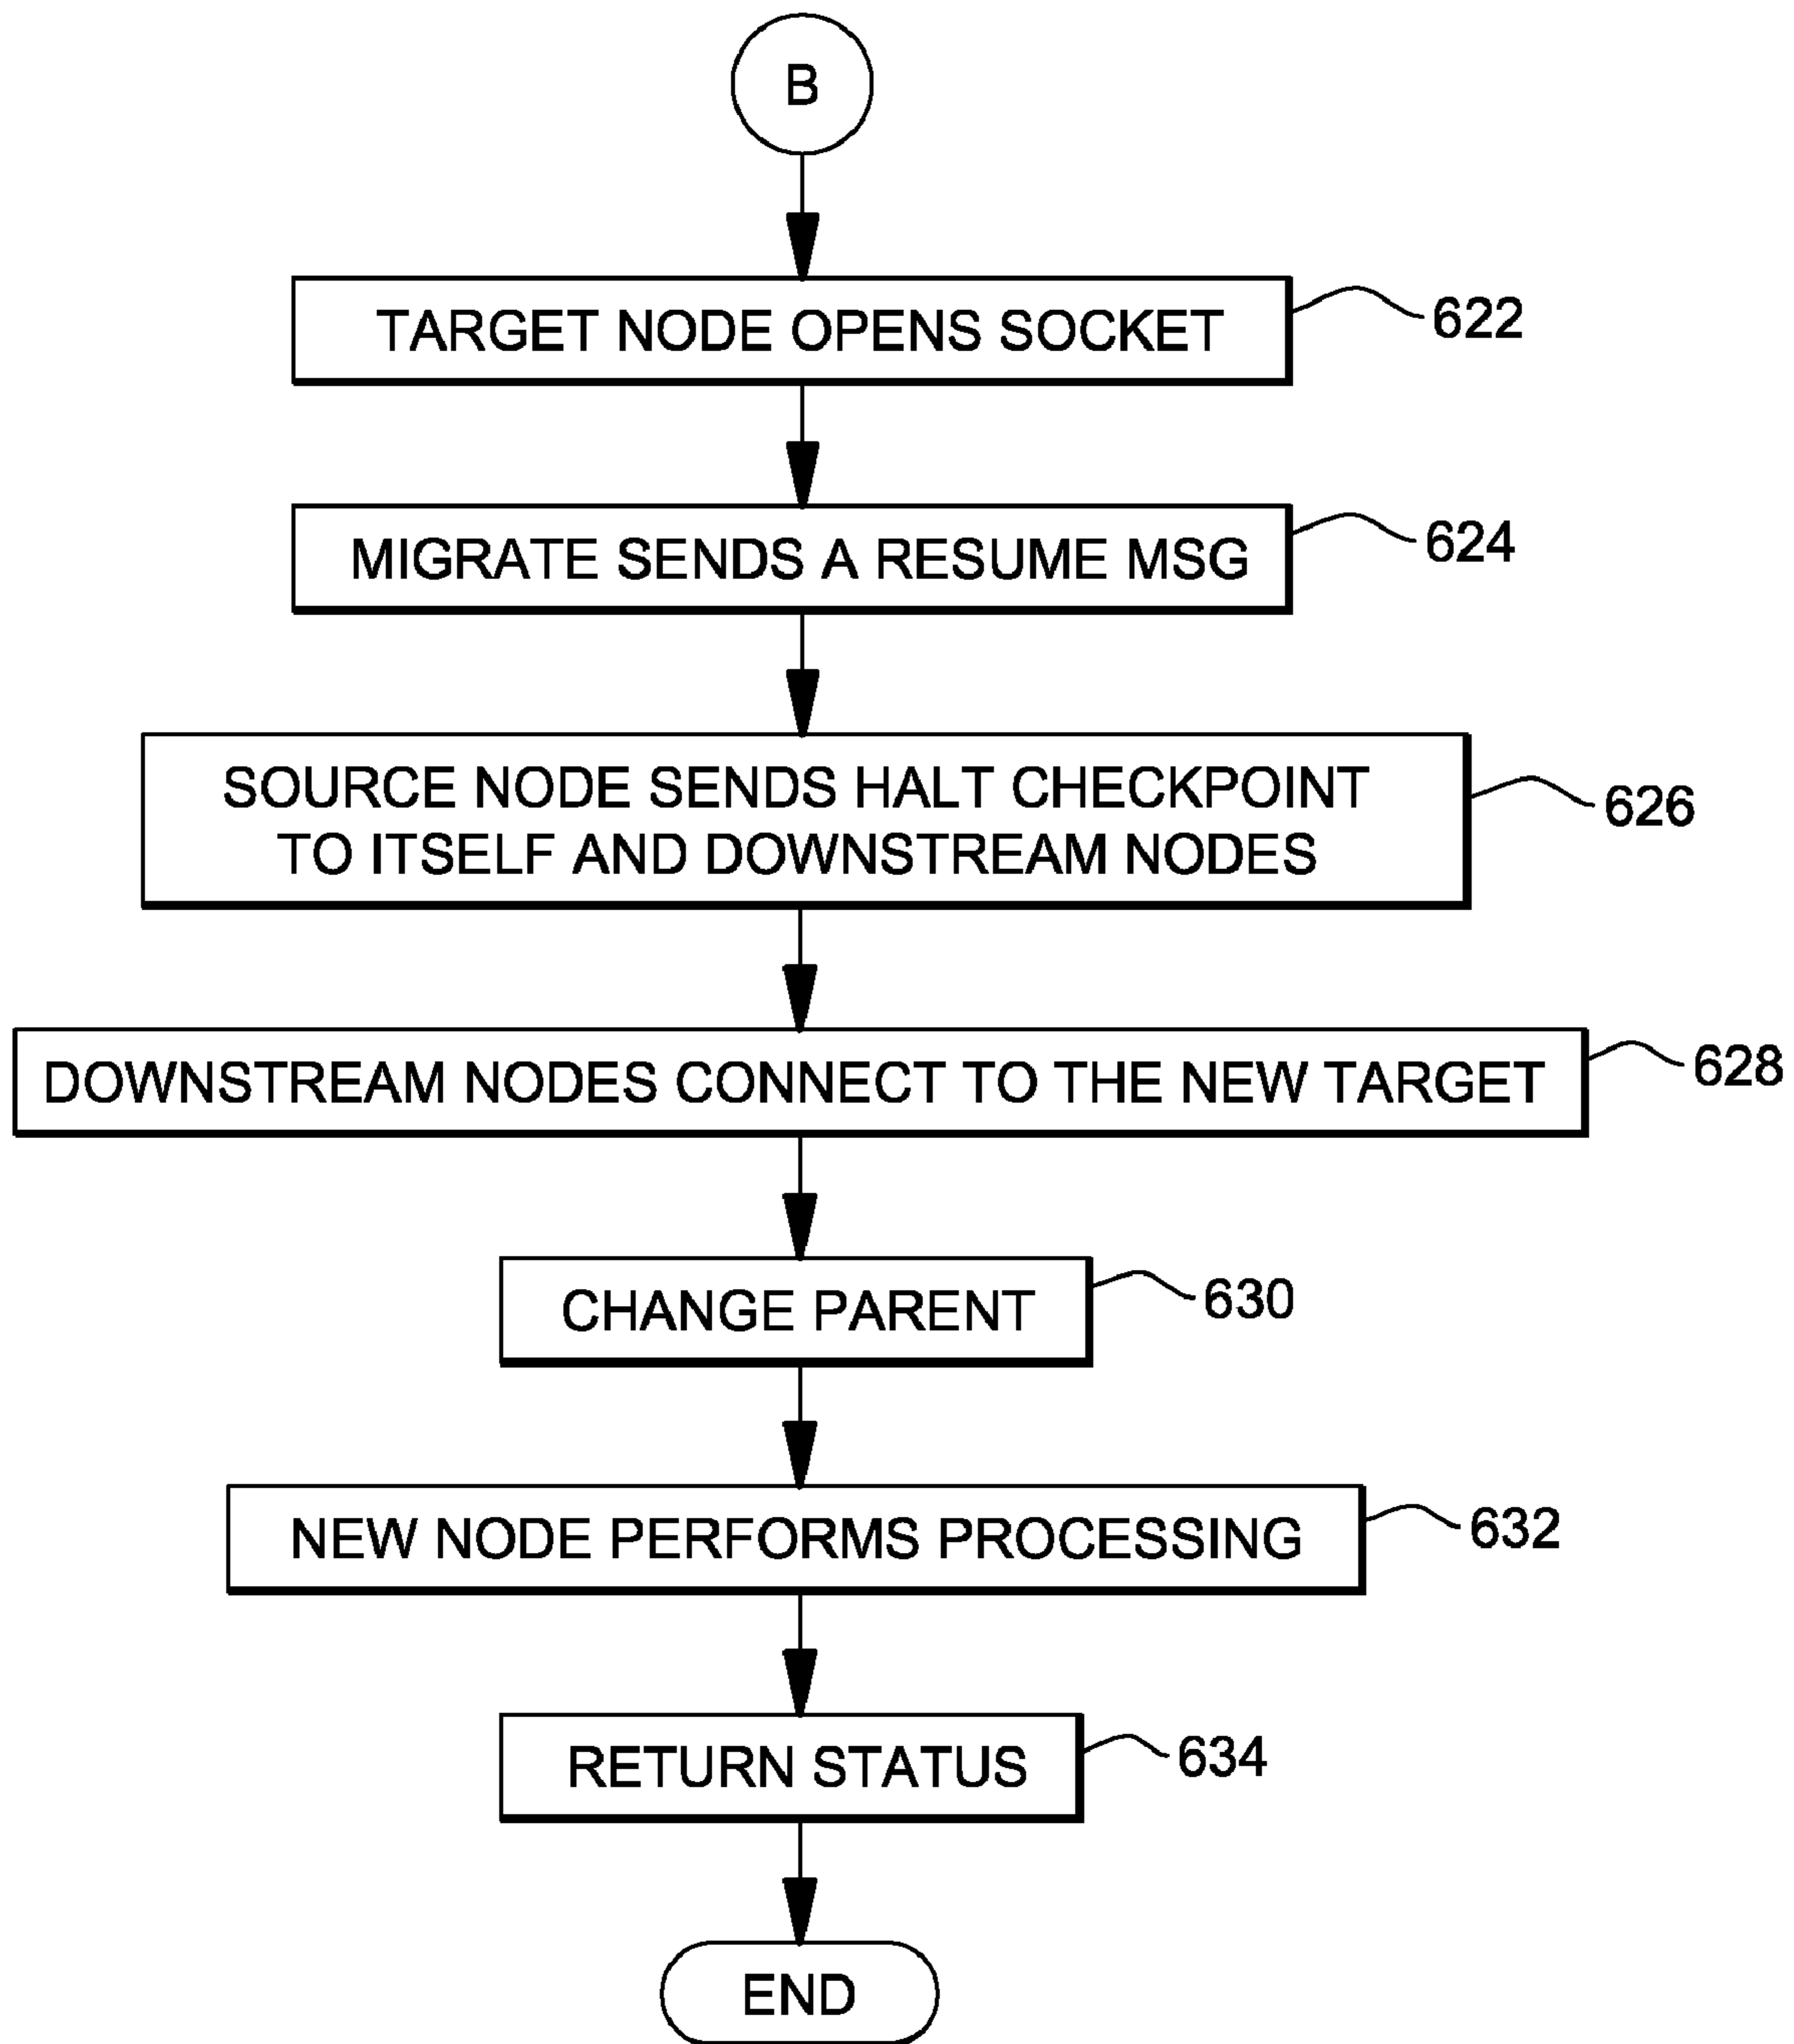 B
TARGET NODE OPENS SOCKET
622
MIGRATE SENDS A RESUME MSG
624
SOURCE NODE SENDS HALT CHECKPOINT
TO ITSELF AND DOWNSTREAM NODES
626
DOWNSTREAM NODES CONNECT TO THE NEW TARGET
628
CHANGE PARENT
630
NEW NODE PERFORMS PROCESSING
632
RETURN STATUS
634
END